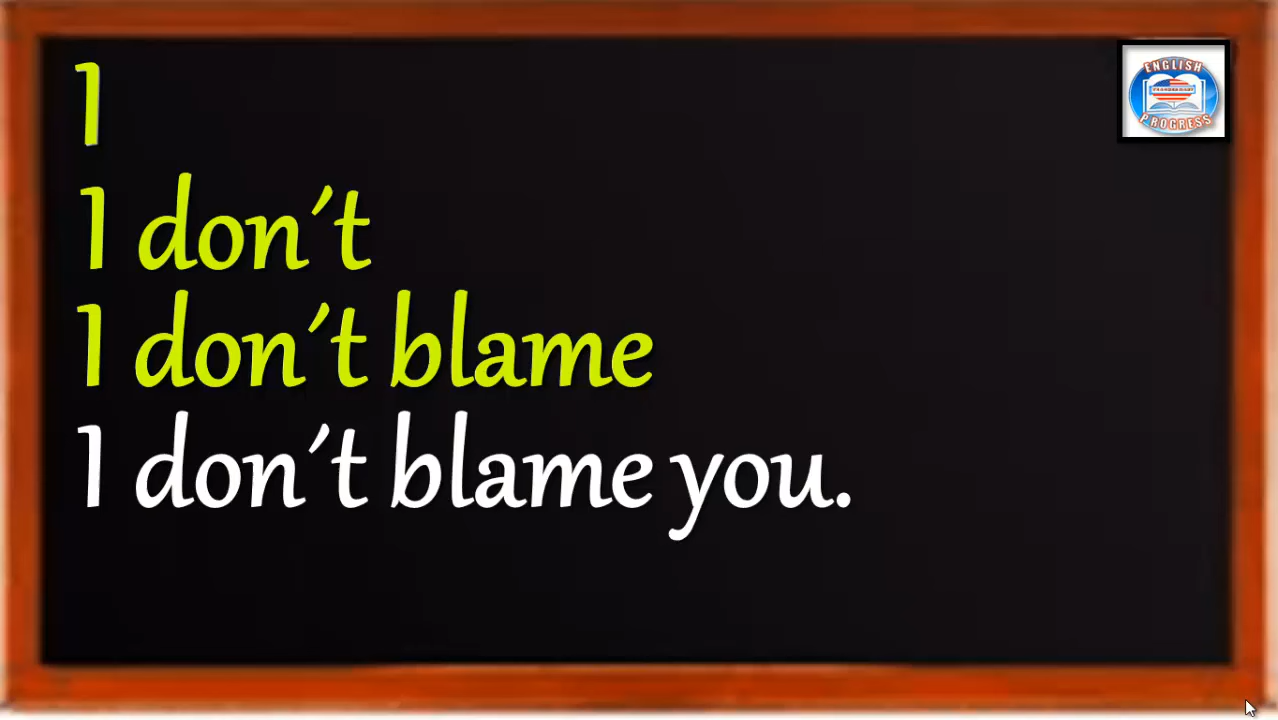 I
I don´t
I don´t blame
I don´t blame you.
ENGLISH
PROGRESS